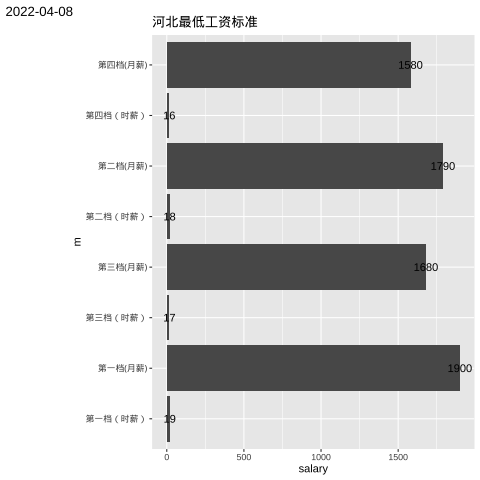 2022-04-08
河北最低工资标准
第四档(月薪)
1580
第四档（时薪）
16
第二档(月薪)
1790
第二档（时薪）
18
第三档(月薪)
1680
第三档（时薪）
17
第一档(月薪)
1900
第一档（时薪）
19
m
0 500 1000 1500
salary